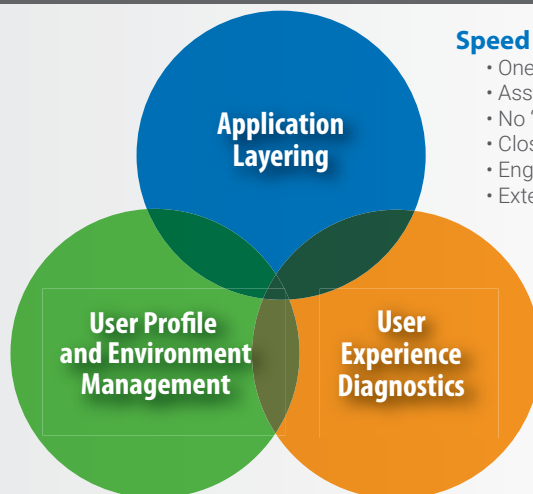 Speed
• One
• Ass
• No
• Clos
• Eng
• Exte
Application
Layering
User Profile
and Environment
Management
User
Experience
Diagnostics